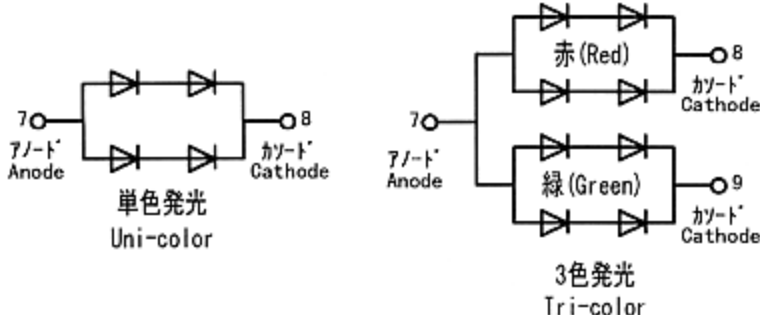 7
ｱﾉｰﾄﾞ
Anode
8
ｶｿｰﾄﾞ
Cathode
単色発光
Uni-color
7
ｱﾉｰﾄﾞ
Anode
赤(Red)
8
ｶｿｰﾄﾞ
Cathode
緑(Green)
9
ｶｿｰﾄﾞ
Cathode
3色発光
Tri-color